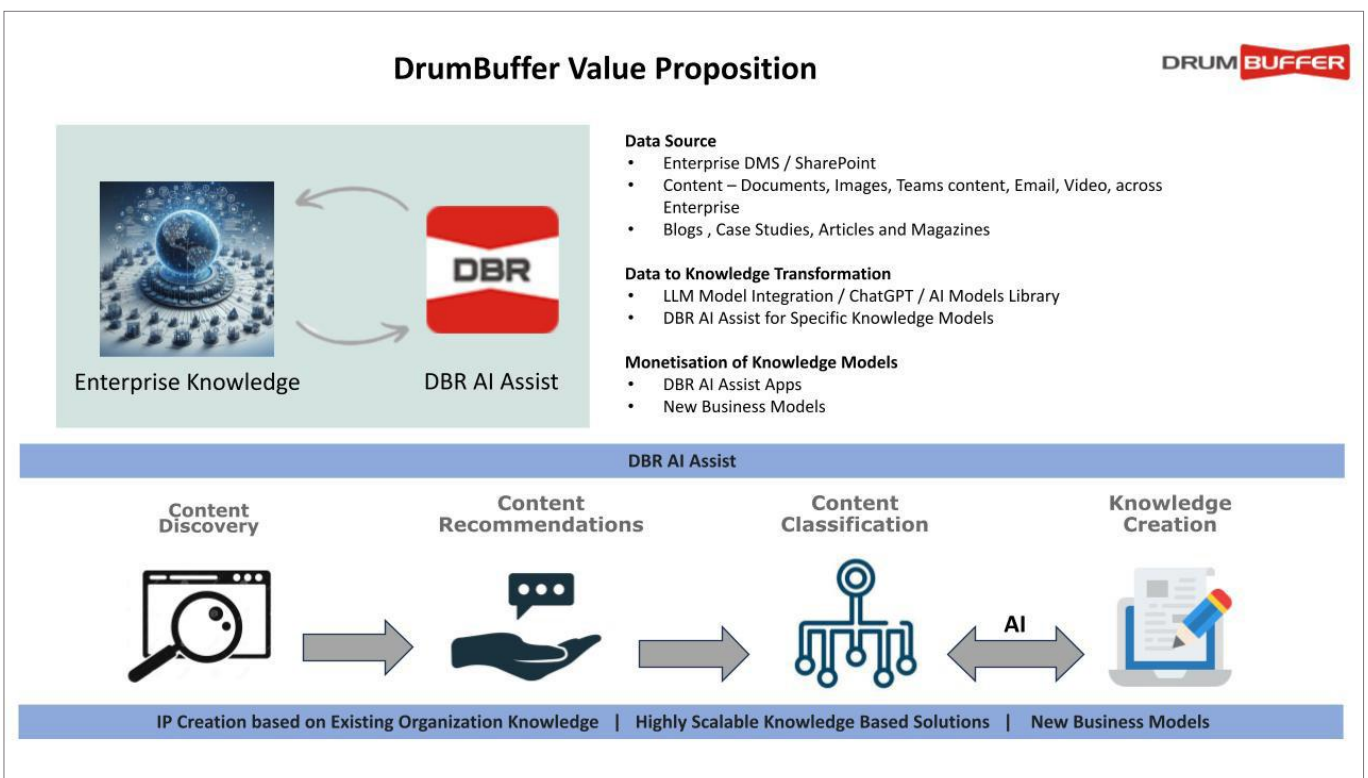 DrumBuffer Value Proposition
DRUM BUFFER
DBR
Enterprise Knowledge
DBR AI Assist
Data Source
• Enterprise DMS / SharePoint
• Content – Documents, Images, Teams content, Email, Video, across
Enterprise
• Blogs , Case Studies, Articles and Magazines
Data to Knowledge Transformation
• LLM Model Integration / ChatGPT / AI Models Library
• DBR AI Assist for Specific Knowledge Models
Monetisation of Knowledge Models
• DBR AI Assist Apps
• New Business Models
DBR AI Assist
Content
Discovery
Content
Recommendations
Content
Classification
Knowledge
Creation
AI
IP Creation based on Existing Organization Knowledge | Highly Scalable Knowledge Based Solutions | New Business Models